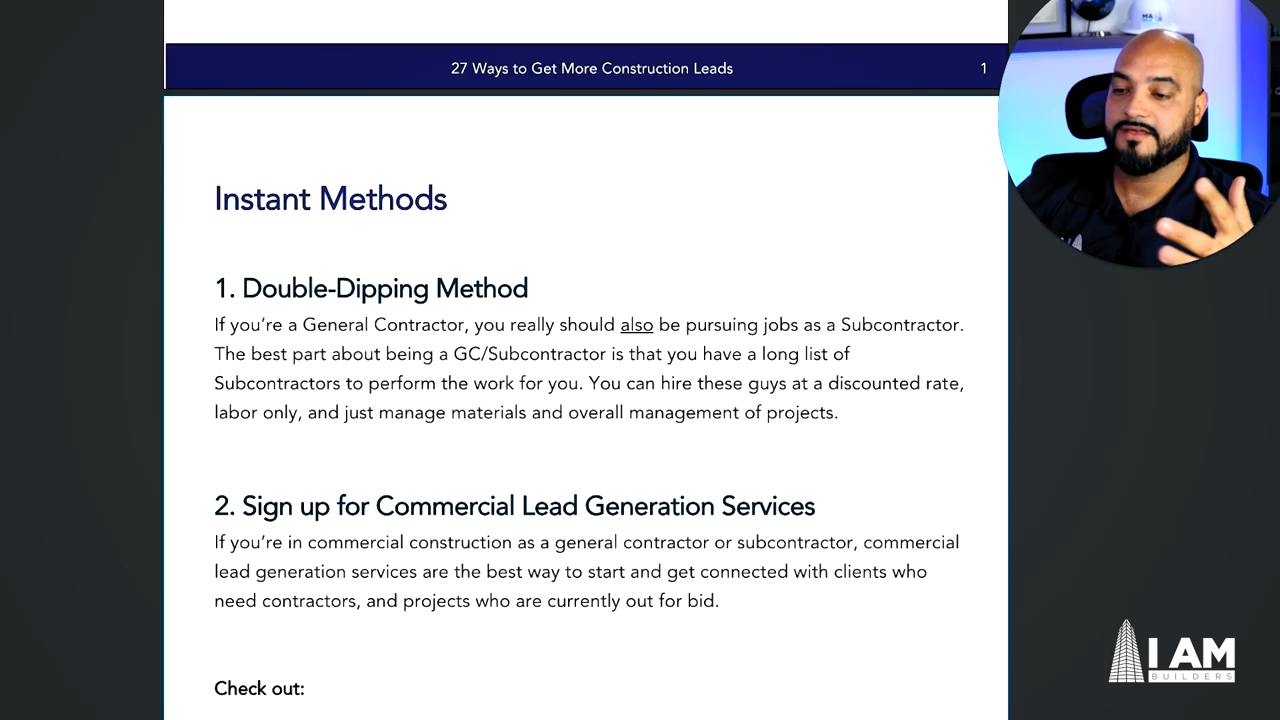 27 Ways to Get More Construction Leads 1
Instant Methods
1. Double-Dipping Method
If you're a General Contractor, you really should also be pursuing jobs as a Subcontractor.
The best part about being a GC/Subcontractor is that you have a long list of
Subcontractors to perform the work for you. You can hire these guys at a discounted rate,
labor only, and just manage materials and overall management of projects.
2. Sign up for Commercial Lead Generation Services
If you're in commercial construction as a general contractor or subcontractor, commercial
lead generation services are the best way to start and get connected with clients who
need contractors, and projects who are currently out for bid.
Check out:
I AM
BUILDERS